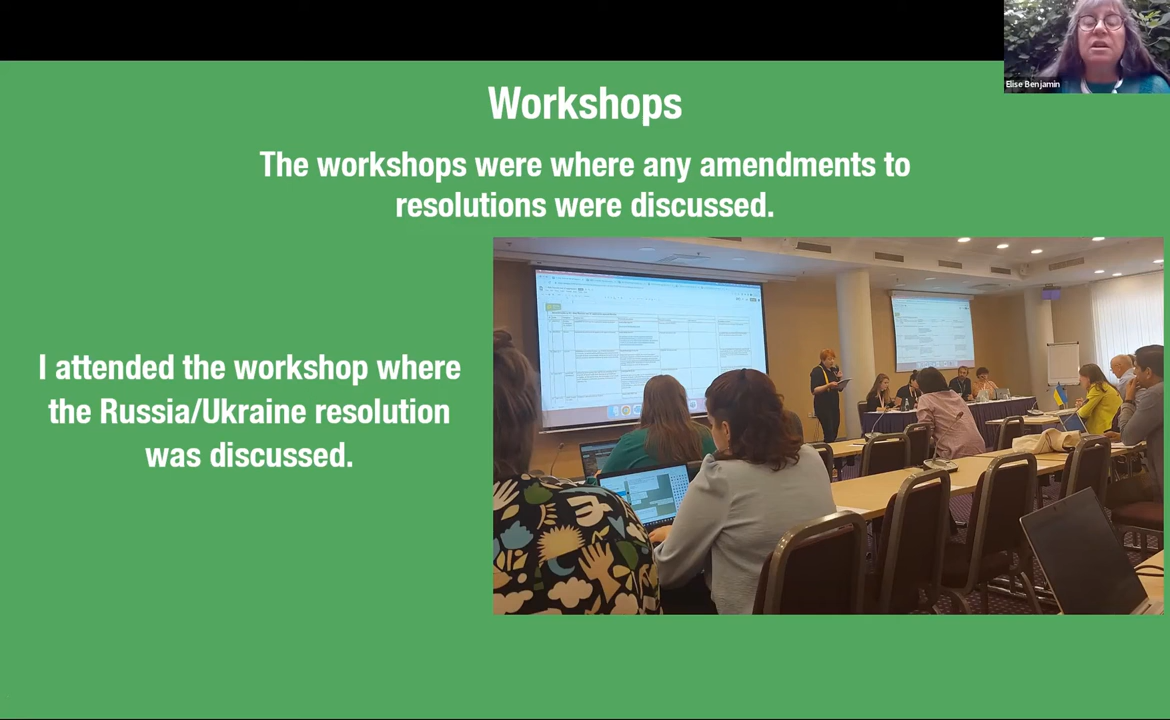 Elise Benjamin
Workshops
The workshops were where any amendments to
resolutions were discussed.
I attended the workshop where
the Russia/Ukraine resolution
was discussed.